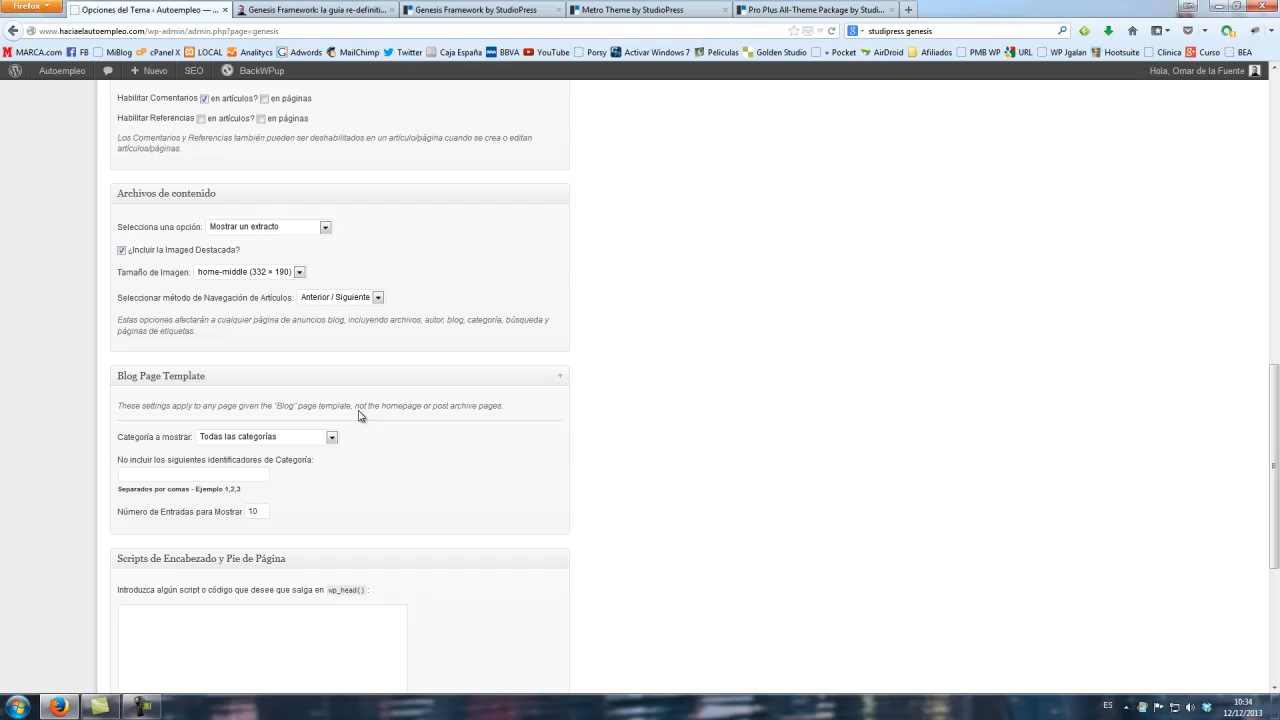 Firefox
Opciones del Tema ‹ Autoempleo — ...
Genesis Framework: la guía re-definiti...
Genesis Framework by StudioPress
Metro Theme by StudioPress
Pro Plus All-Theme Package by Studi...
www.haciaelautoempleo.com/wp-admin/admin.php?page=genesis
studipress genesis
MARCA.com
FB
MiBlog
cPanel X
LOCAL
Analitycs
Adwords
MailChimp
Twitter
Caja España
BBVA
YouTube
Porsy
Activar Windows 7
Peliculas
Golden Studio
+ Pocket
AirDroid
Afiliados
PMB WP
URL
WP Jgalan
Hootsuite
Clinica
Curso
BEA
Autoempleo
Nuevo
SEO
BackWPup
Hola, Omar de la Fuente
Habilitar Comentarios en artículos? en páginas
Habilitar Referencias en artículos? en páginas
Los Comentarios y Referencias también pueden ser deshabilitados en un artículo/página cuando se crea o editan
artículos/páginas.
Archivos de contenido
Selecciona una opción: Mostrar un extracto
¿Incluir la Imaged Destacada?
Tamaño de Imagen: home-middle (332 × 190)
Seleccionar método de Navegación de Artículos: Anterior / Siguiente
Estas opciones afectarán a cualquier página de anuncios blog, incluyendo archivos, autor, blog, categoría, búsqueda y
páginas de etiquetas.
Blog Page Template
These settings apply to any page given the "Blog" page template, not the homepage or post archive pages.
Categoría a mostrar: Todas las categorías
No incluir los siguientes identificadores de Categoría:
Separados por comas - Ejemplo 1,2,3
Número de Entradas para Mostrar 10
Scripts de Encabezado y Pie de Página
Introduzca algún script o código que desee que salga en wp_head() :
ES
10:34
12/12/2013